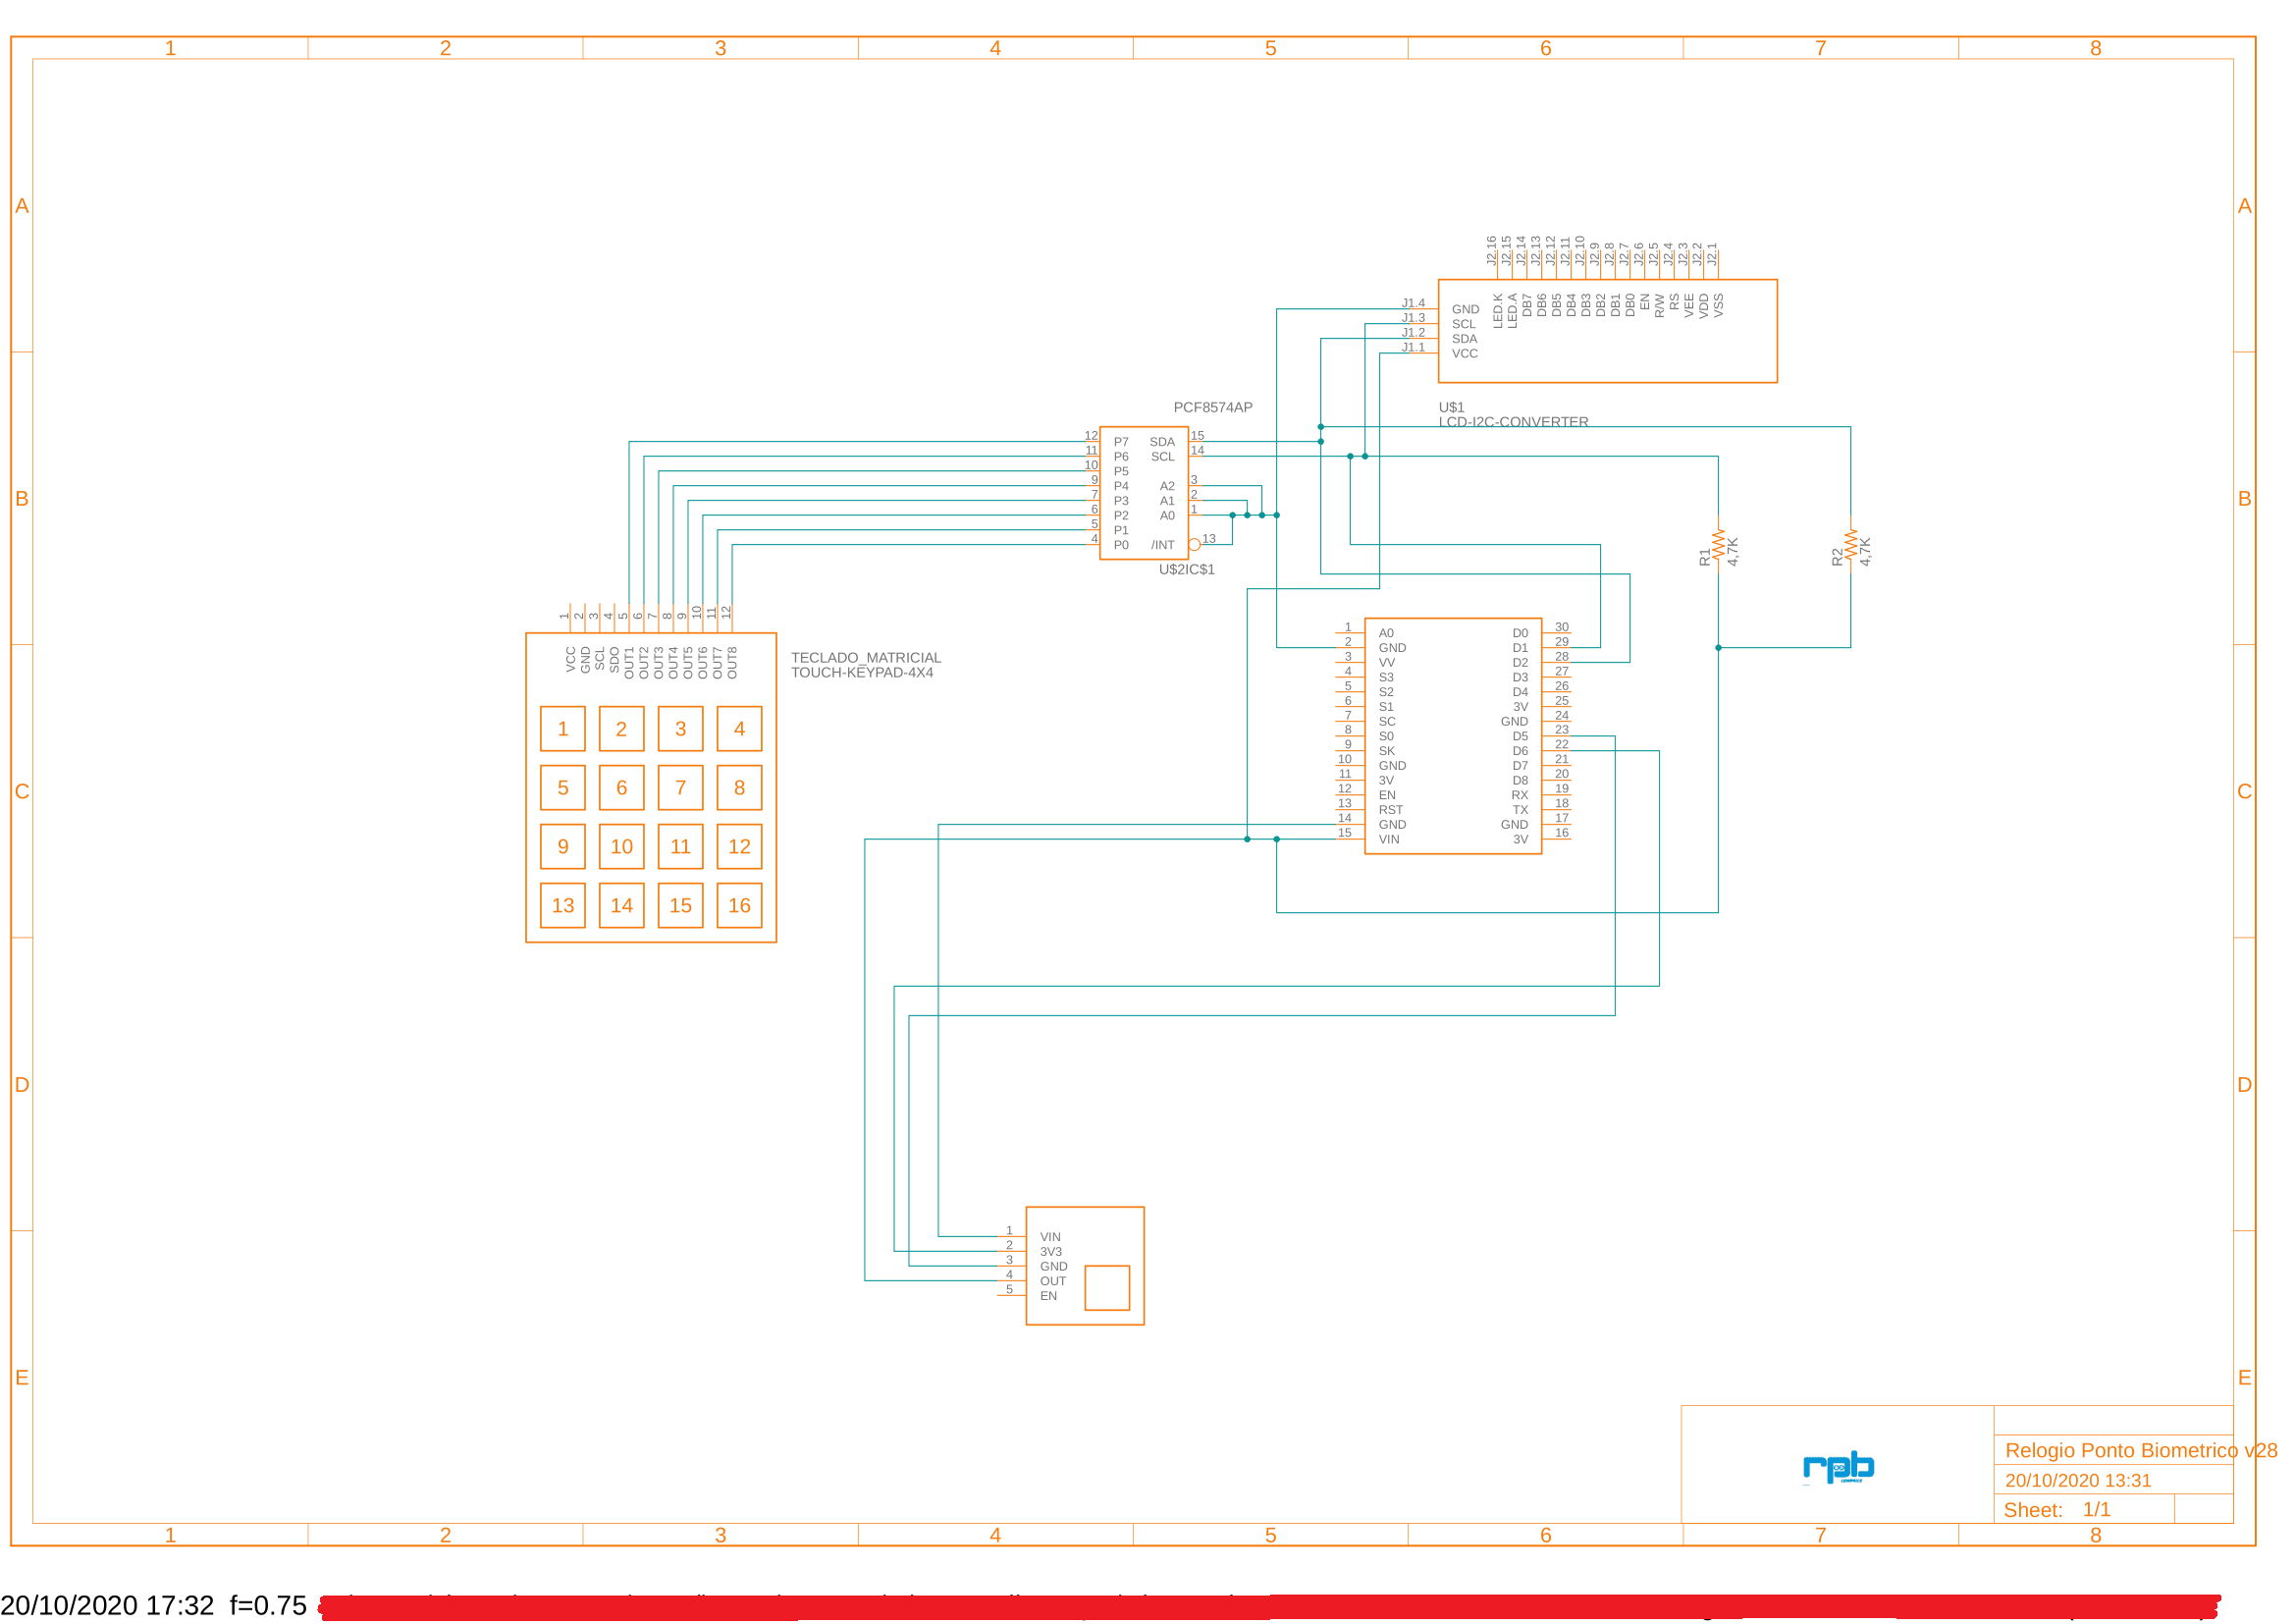 1 2 3 4 5 6 7 8
A A
J2.16 J2.15 J2.14 J2.13 J2.12 J2.11 J2.10 J2.9 J2.8 J2.7 J2.6 J2.5 J2.4 J2.3 J2.2 J2.1
LED.K LED.A DB7 DB6 DB5 DB4 DB3 DB2 DB1 DB0 EN R/W RS VEE VDD VSS
J1.4 GND
J1.3 SCL
J1.2 SDA
J1.1 VCC
U$1
LCD-I2C-CONVERTER
PCF8574AP
12 P7 SDA 15
11 P6 SCL 14
10 P5
9 P4 A2 3
7 P3 A1 2
6 P2 A0 1
5 P1
4 P0 /INT 13
U$2IC$1
B B
R1
4,7K
R2
4,7K
1 2 3 4 5 6 7 8 9 10 11 12
VCC GND SCL SDO OUT1 OUT2 OUT3 OUT4 OUT5 OUT6 OUT7 OUT8
TECLADO_MATRICIAL
TOUCH-KEYPAD-4X4
1 2 3 4
5 6 7 8
9 10 11 12
13 14 15 16
1 A0 D0 30
2 GND D1 29
3 VV D2 28
4 S3 D3 27
5 S2 D4 26
6 S1 3V 25
7 SC GND 24
8 S0 D5 23
9 SK D6 22
10 GND D7 21
11 3V D8 20
12 EN RX 19
13 RST TX 18
14 GND GND 17
15 VIN 3V 16
C C
D D
1 VIN
2 3V3
3 GND
4 OUT
5 EN
E E
rpb
Relogio Ponto Biometrico v28
20/10/2020 13:31
Sheet: 1/1
1 2 3 4 5 6 7 8
20/10/2020 17:32 f=0.75